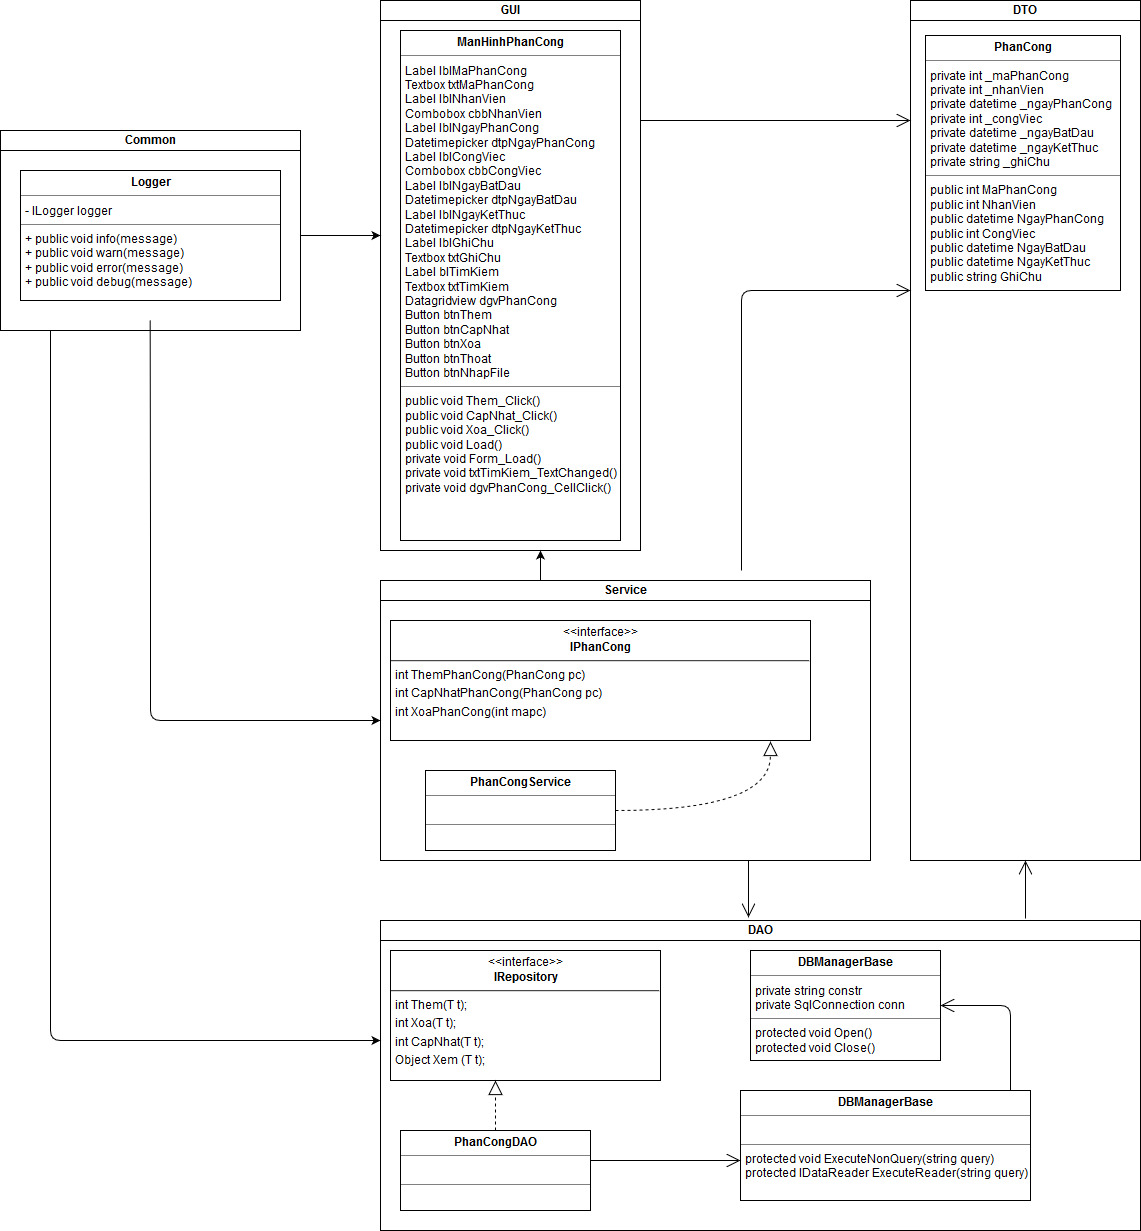 GUI
ManHinhPhanCong
Label lblMaPhanCong
Textbox txtMaPhanCong
Label lblNhanVien
Combobox cbbNhanVien
Label lblNgayPhanCong
Datetimepicker dtpNgayPhanCong
Label lblCongViec
Combobox cbbCongViec
Label lblNgayBatDau
Datetimepicker dtpNgayBatDau
Label lblNgayKetThuc
Datetimepicker dtpNgayKetThuc
Label lblGhiChu
Textbox txtGhiChu
Label blTimKiem
Textbox txtTimKiem
Datagridview dgvPhanCong
Button btnThem
Button btnCapNhat
Button btnXoa
Button btnThoat
Button btnNhapFile
public void Them_Click()
public void CapNhat_Click()
public void Xoa_Click()
public void Load()
private void Form_Load()
private void txtTimKiem_TextChanged()
private void dgvPhanCong_CellClick()
DTO
PhanCong
private int _maPhanCong
private int _nhanVien
private datetime _ngayPhanCong
private int _congViec
private datetime _ngayBatDau
private datetime _ngayKetThuc
private string _ghiChu
public int MaPhanCong
public int NhanVien
public datetime NgayPhanCong
public int CongViec
public datetime NgayBatDau
public datetime NgayKetThuc
public string GhiChu
Common
Logger
- ILogger logger
+ public void info(message)
+ public void warn(message)
+ public void error(message)
+ public void debug(message)
Service
<<interface>>
IPhanCong
int ThemPhanCong(PhanCong pc)
int CapNhatPhanCong(PhanCong pc)
int XoaPhanCong(int mapc)
PhanCongService
DAO
<<interface>>
IRepository
int Them(T t);
int Xoa(T t);
int CapNhat(T t);
Object Xem (T t);
PhanCongDAO
DBManagerBase
private string constr
private SqlConnection conn
protected void Open()
protected void Close()
DBManagerBase
protected void ExecuteNonQuery(string query)
protected IDataReader ExecuteReader(string query)